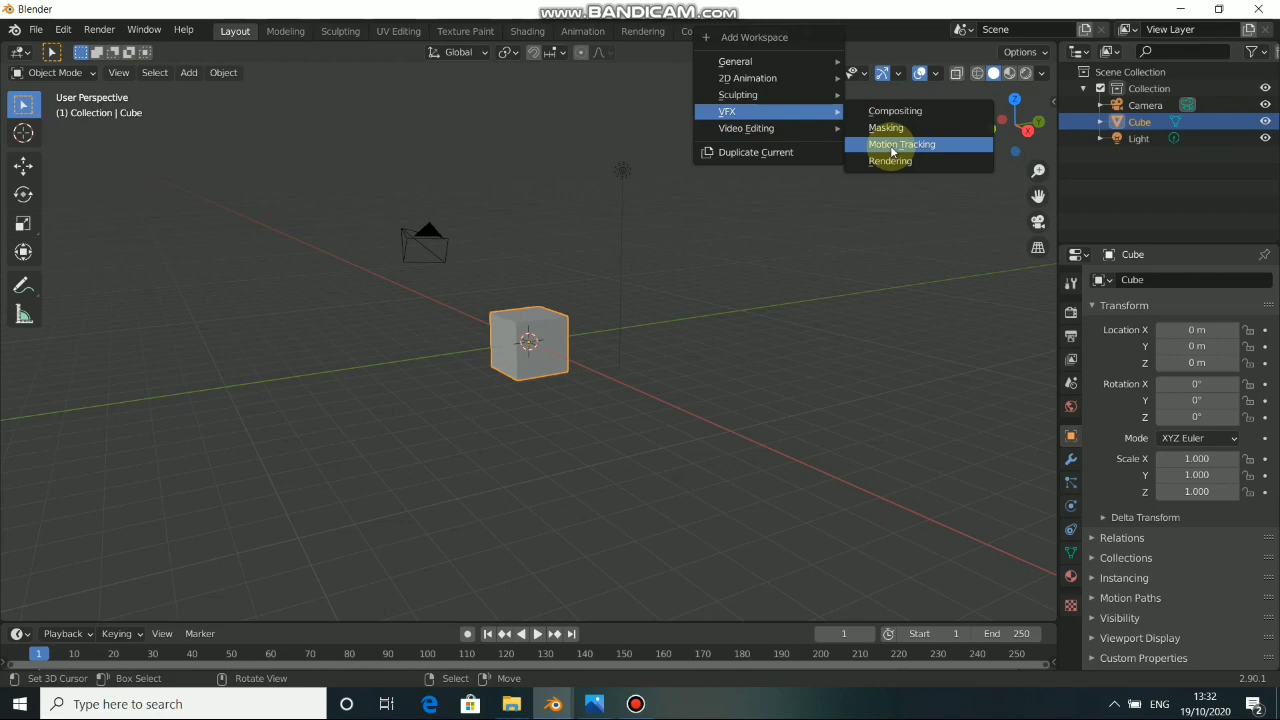 Blender
www.BANDICAM.com
File Edit Render Window Help
Layout Modeling Sculpting UV Editing Texture Paint Shading Animation Rendering Co
Scene
View Layer
Global
Options
Object Mode View Select Add Object
User Perspective
(1) Collection | Cube
Add Workspace
General
2D Animation
Sculpting
VFX
Video Editing
Duplicate Current
Compositing
Masking
Motion Tracking
Rendering
Z
Y
X
Scene Collection
Collection
Camera
Cube
Light
Cube
Cube
Transform
Location X 0 m
Y 0 m
Z 0 m
Rotation X 0°
Y 0°
Z 0°
Mode XYZ Euler
Scale X 1.000
Y 1.000
Z 1.000
Delta Transform
Relations
Collections
Instancing
Motion Paths
Visibility
Viewport Display
Custom Properties
Playback Keying View Marker
1 Start 1 End 250
1 10 20 30 40 50 60 70 80 90 100 110 120 130 140 150 160 170 180 190 200 210 220 230 240 250
Set 3D Cursor Box Select Rotate View Select Move 2.90.1
Type here to search
ENG
13:32
19/10/2020
2